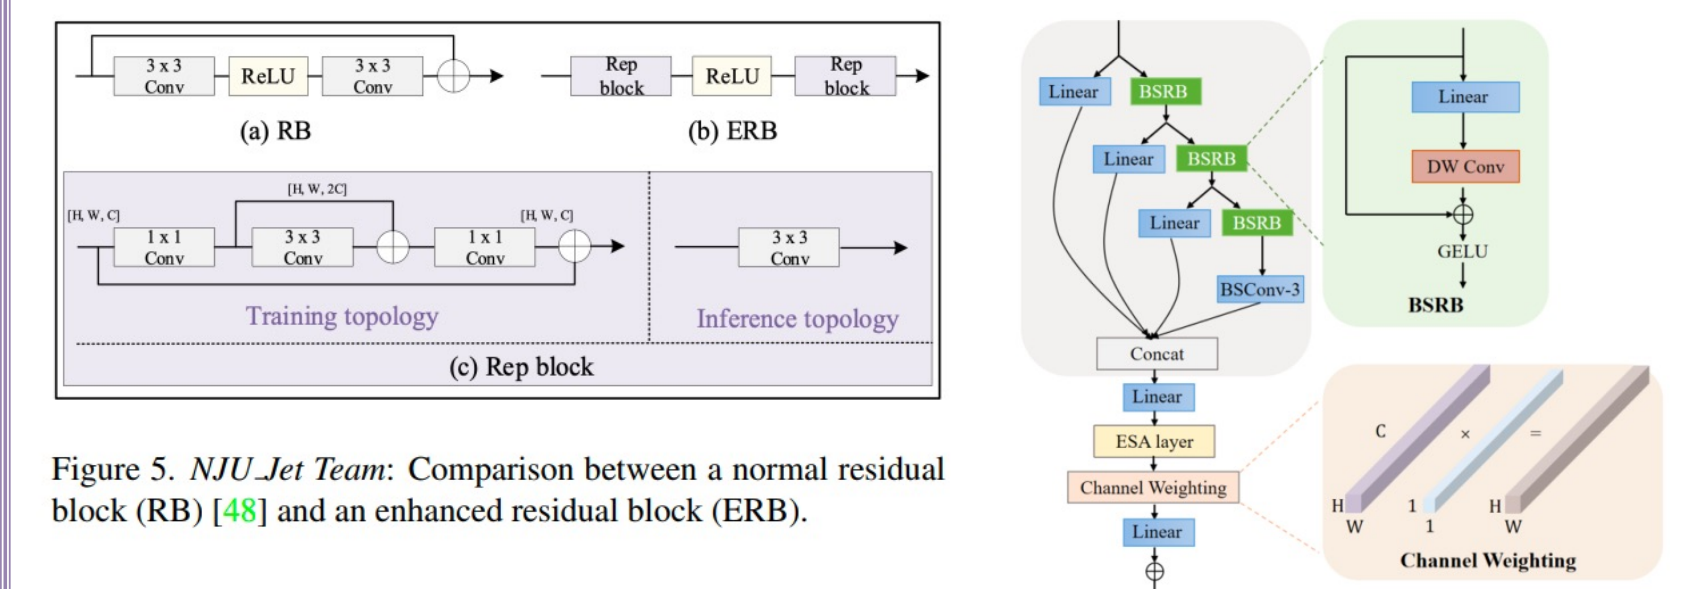 3 x 3
Conv
ReLU
3 x 3
Conv
(a) RB
Rep
block
ReLU
Rep
block
(b) ERB
[H, W, 2C]
[H, W, C]
[H, W, C]
1 x 1
Conv
3 x 3
Conv
1 x 1
Conv
Training topology
3 x 3
Conv
Inference topology
(c) Rep block
Figure 5. NJU_Jet Team: Comparison between a normal residual
block (RB) [48] and an enhanced residual block (ERB).
Linear
BSRB
Linear
BSRB
Linear
BSRB
BSConv-3
Concat
Linear
ESA layer
Channel Weighting
Linear
Linear
DW Conv
GELU
BSRB
C
×
=
H
W
1
1
H
W
Channel Weighting